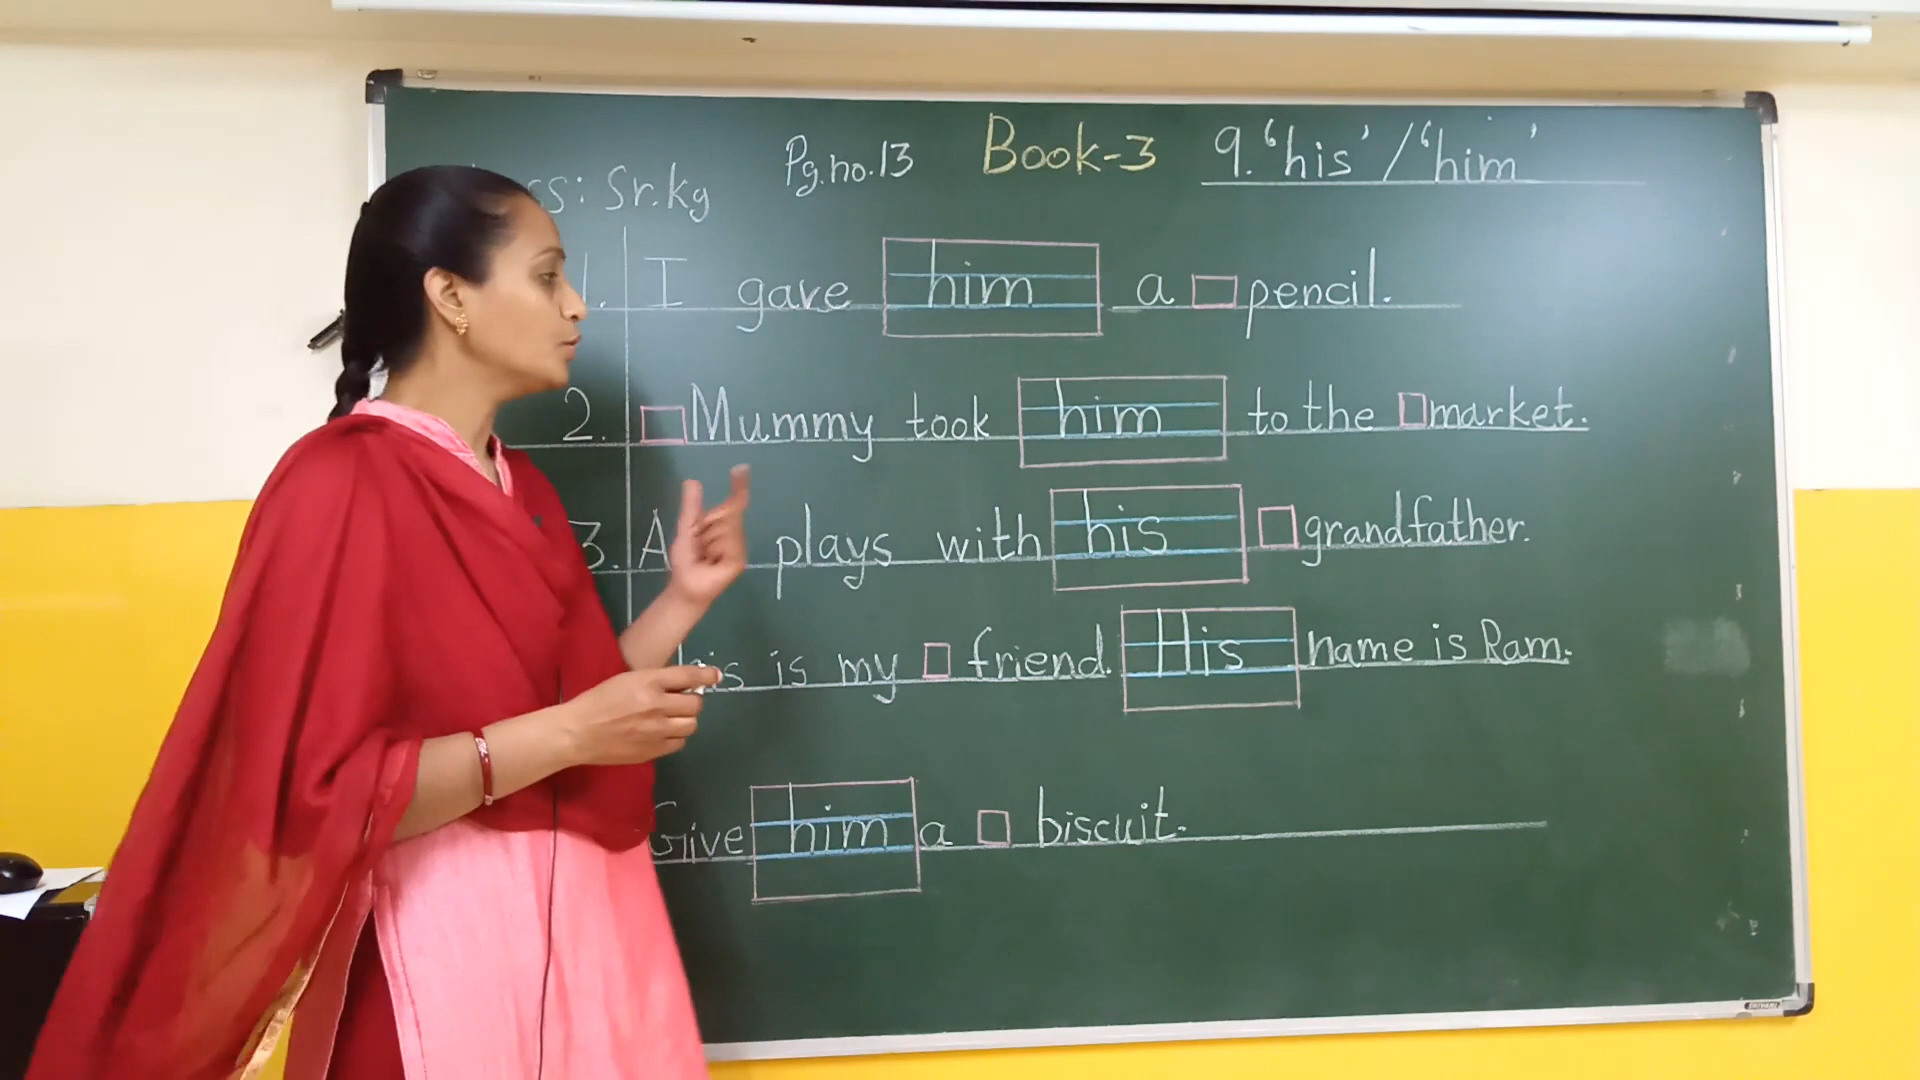 Pg.no.13 Book-3 9. 'his' / 'him'
Sr.kg
1. I gave him a pencil.
2. Mummy took him to the market.
3. plays with his grandfather.
is my friend. His name is Ram.
Give him a biscuit.